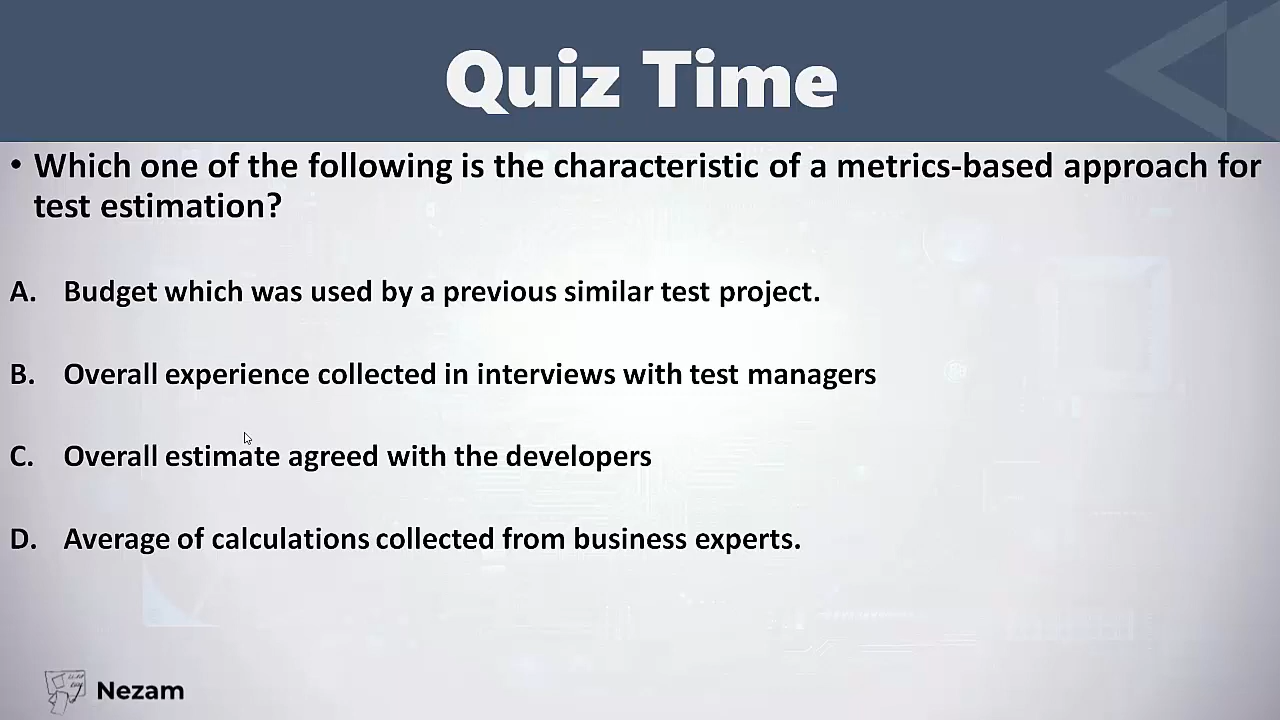 Quiz Time
• Which one of the following is the characteristic of a metrics-based approach for
test estimation?
A. Budget which was used by a previous similar test project.
B. Overall experience collected in interviews with test managers
C. Overall estimate agreed with the developers
D. Average of calculations collected from business experts.
Nezam